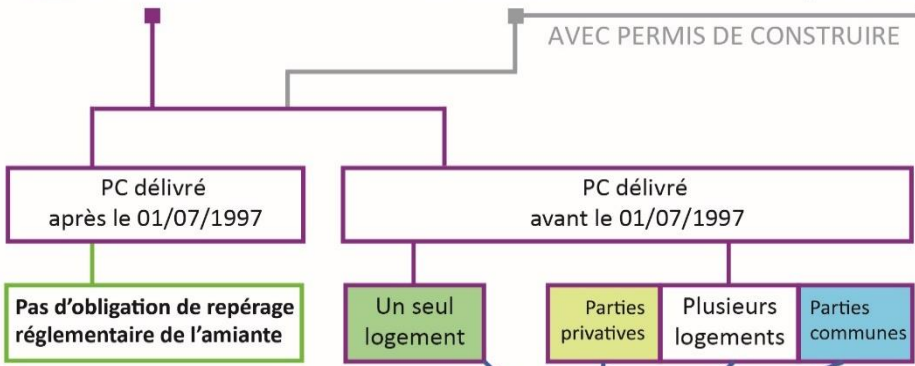 AVEC PERMIS DE CONSTRUIRE
PC délivré
après le 01/07/1997
PC délivré
avant le 01/07/1997
Pas d'obligation de repérage
réglementaire de l'amiante
Un seul
logement
Parties
privatives
Plusieurs
logements
Parties
communes